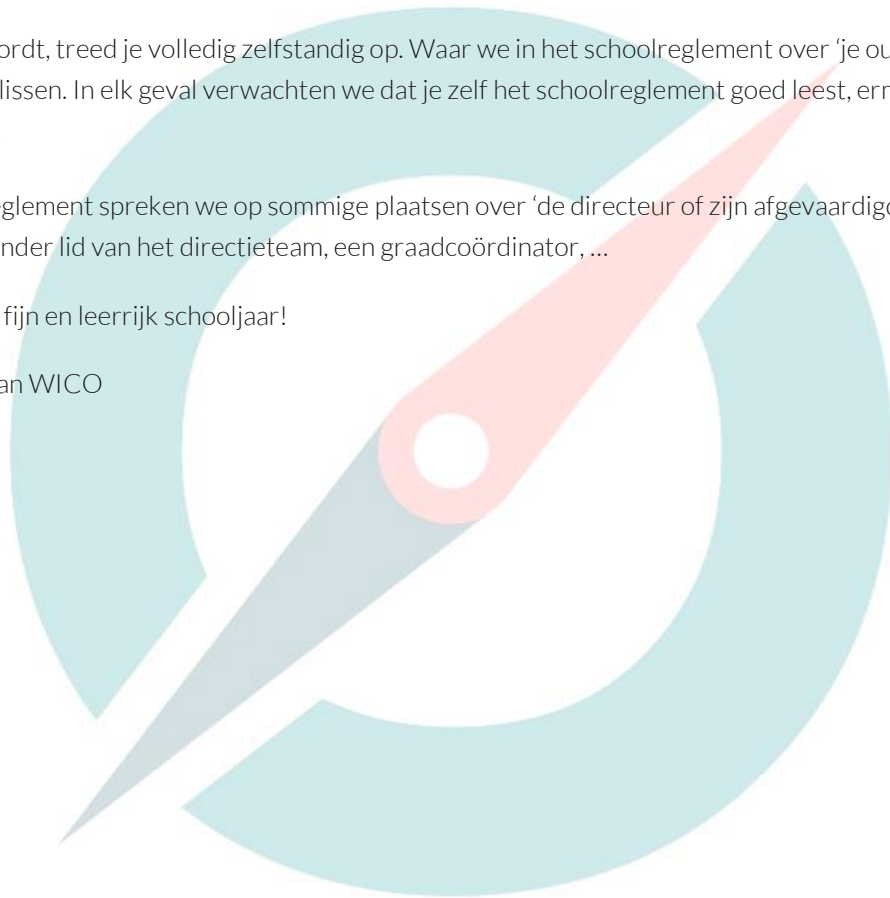 ordt, treed je volledig zelfstandig op. Waar we in het schoolreglement over ‘je ou
lissen. In elk geval verwachten we dat je zelf het schoolreglement goed leest, er
eglement spreken we op sommige plaatsen over ‘de directeur of zijn afgevaardigd
nder lid van het directieteam, een graadcoördinator, …
fijn en leerrijk schooljaar!
an WICO